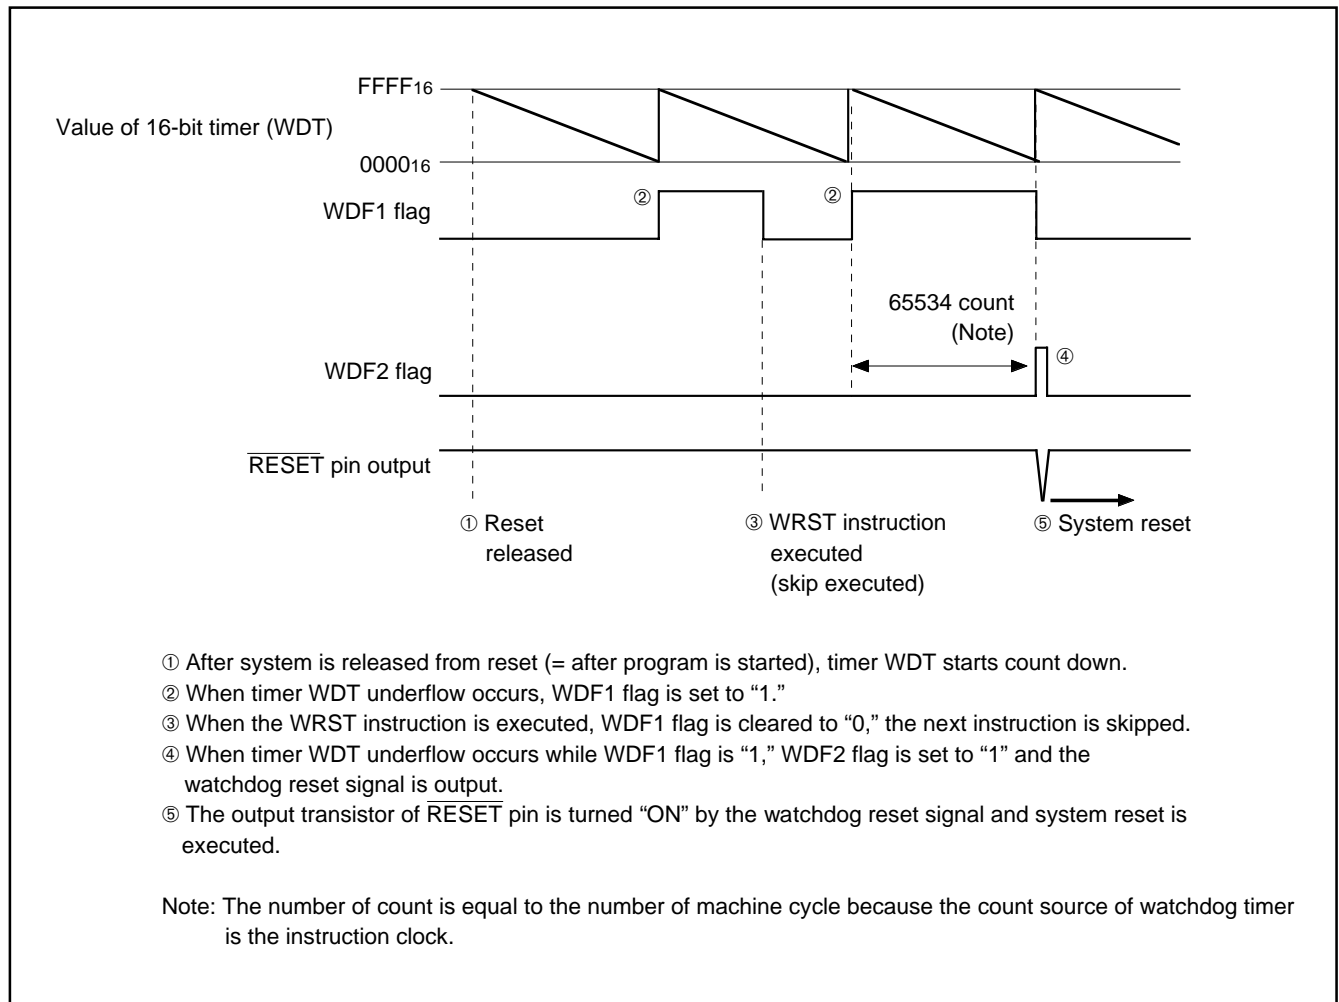 FFFF16
Value of 16-bit timer (WDT)
000016
② ②
WDF1 flag
65534 count
(Note)
④
WDF2 flag
RESET pin output
① Reset
released
③ WRST instruction
executed
(skip executed)
⑤ System reset
① After system is released from reset (= after program is started), timer WDT starts count down.
② When timer WDT underflow occurs, WDF1 flag is set to “1.”
③ When the WRST instruction is executed, WDF1 flag is cleared to “0,” the next instruction is skipped.
④ When timer WDT underflow occurs while WDF1 flag is “1,” WDF2 flag is set to “1” and the
watchdog reset signal is output.
⑤ The output transistor of RESET pin is turned “ON” by the watchdog reset signal and system reset is
executed.
Note: The number of count is equal to the number of machine cycle because the count source of watchdog timer
is the instruction clock.